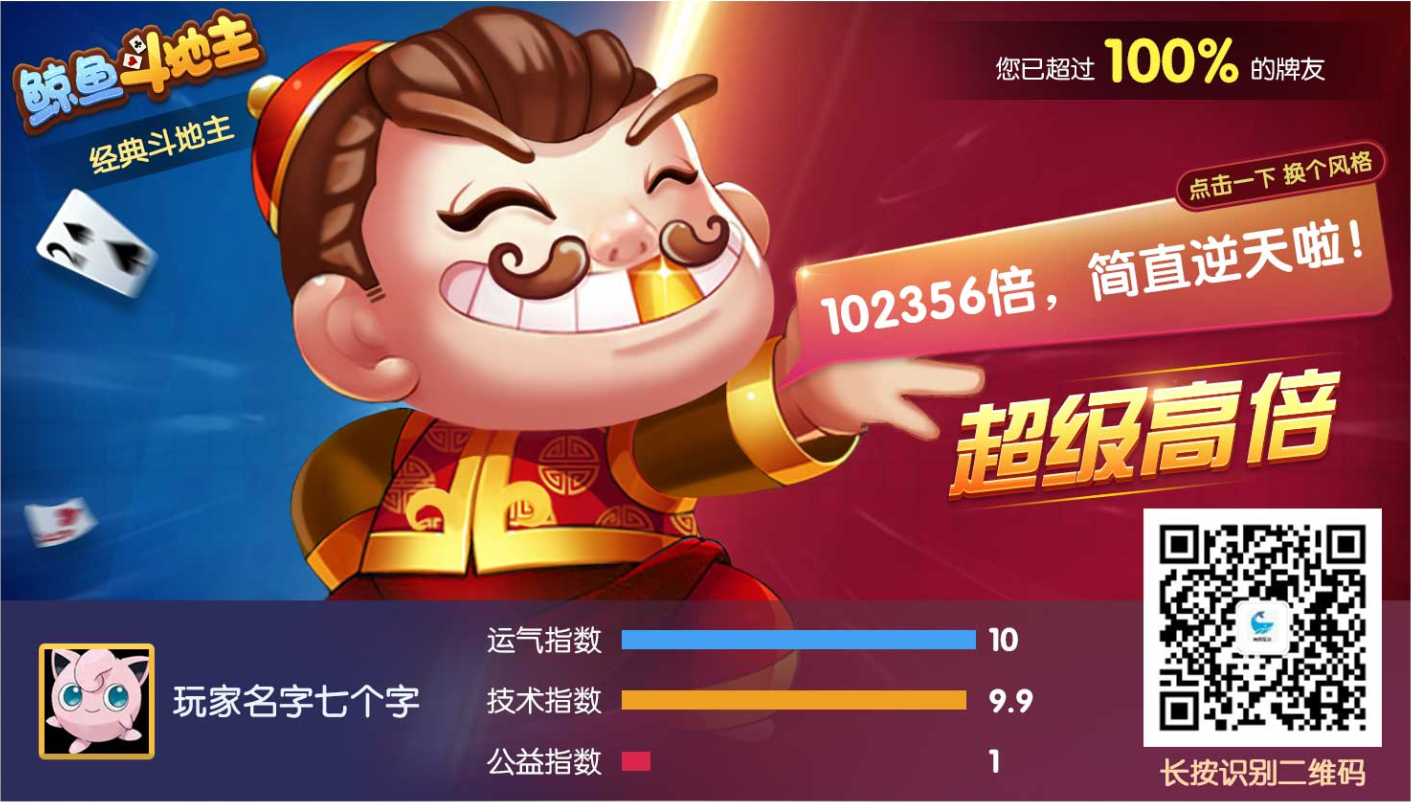 鲸鱼斗地主
经典斗地主
您已超过 100% 的牌友
点击一下 换个风格
102356倍，简直逆天啦！
超级高倍
玩家名字七个字
运气指数 10
技术指数 9.9
公益指数 1
长按识别二维码